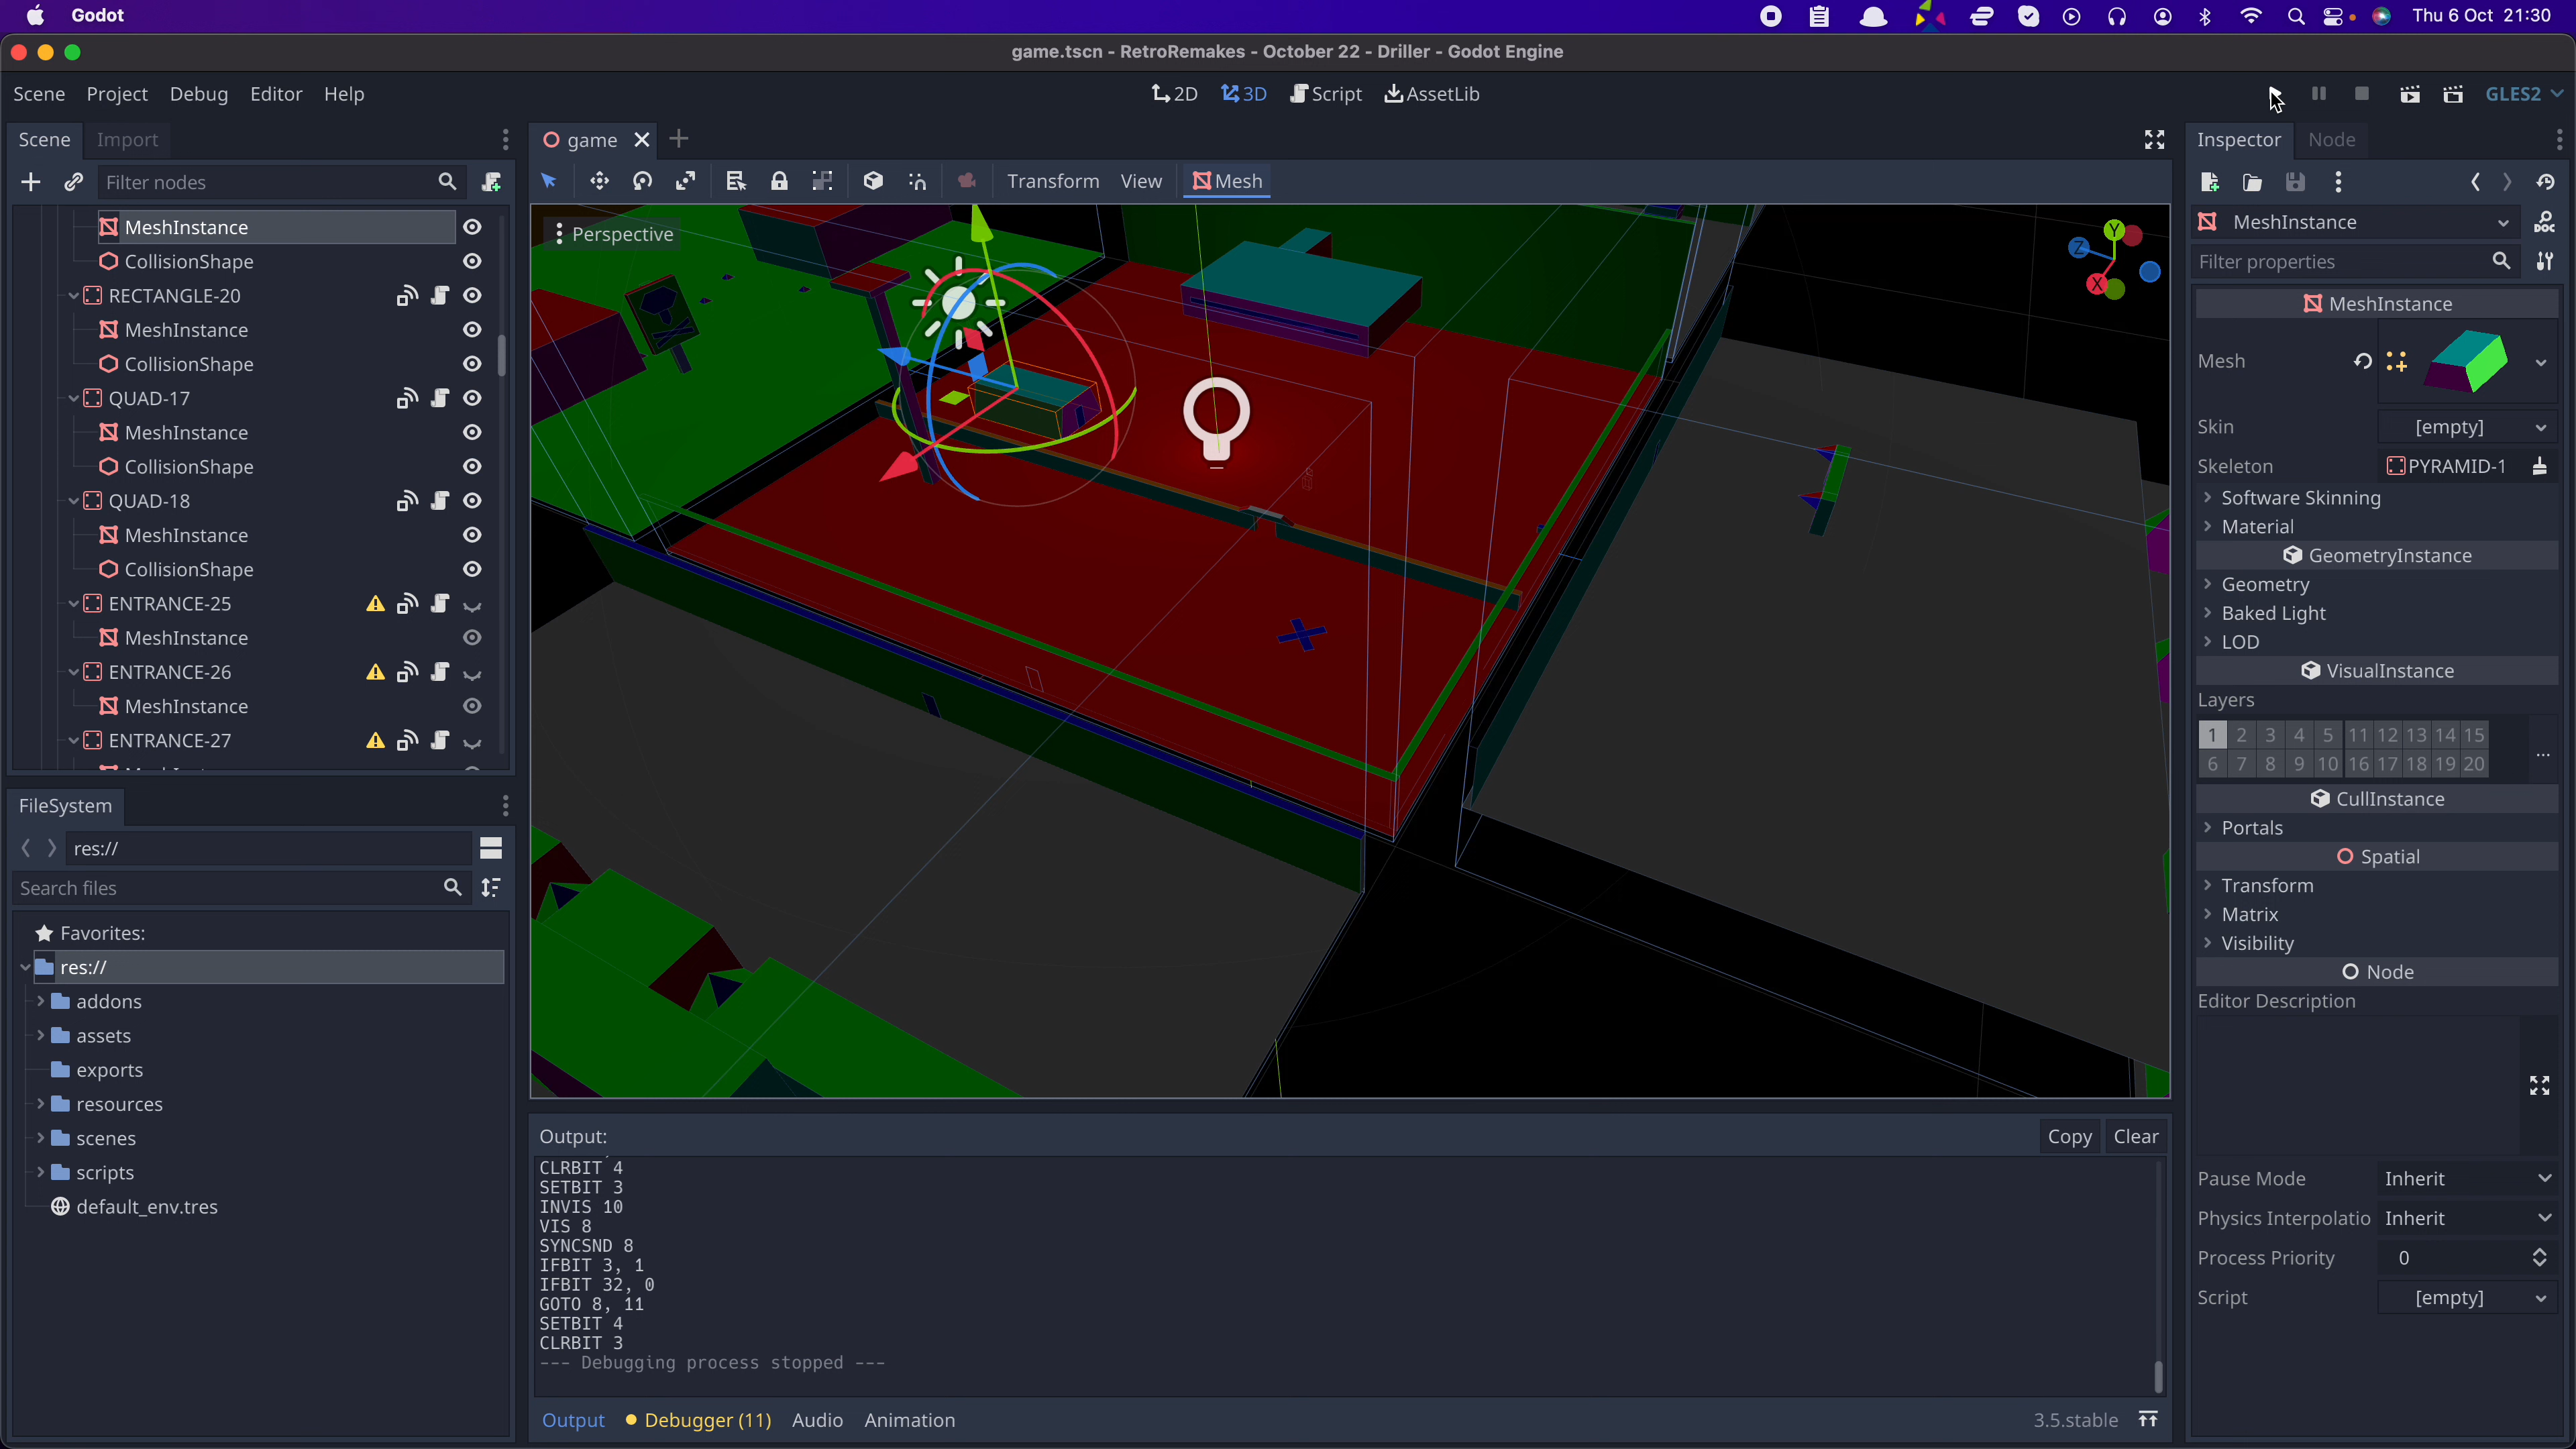 Godot
Thu 6 Oct 21:30
game.tscn - RetroRemakes - October 22 - Driller - Godot Engine
Scene Project Debug Editor Help
2D 3D Script AssetLib
GLES2
Scene Import
game
Inspector Node
Filter nodes
Transform View Mesh
MeshInstance
CollisionShape
RECTANGLE-20
MeshInstance
CollisionShape
QUAD-17
MeshInstance
CollisionShape
QUAD-18
MeshInstance
CollisionShape
ENTRANCE-25
MeshInstance
ENTRANCE-26
MeshInstance
ENTRANCE-27
FileSystem
res://
Search files
Favorites:
res://
addons
assets
exports
resources
scenes
scripts
default_env.tres
Perspective
Y
Z
X
Output:
Copy Clear
CLRBIT 4
SETBIT 3
INVIS 10
VIS 8
SYNCSND 8
IFBIT 3, 1
IFBIT 32, 0
GOTO 8, 11
SETBIT 4
CLRBIT 3
--- Debugging process stopped ---
Output Debugger (11) Audio Animation
3.5.stable
MeshInstance
DOC
Filter properties
MeshInstance
Mesh
Skin [empty]
Skeleton PYRAMID-1
Software Skinning
Material
GeometryInstance
Geometry
Baked Light
LOD
VisualInstance
Layers
1 2 3 4 5 11 12 13 14 15
6 7 8 9 10 16 17 18 19 20
...
CullInstance
Portals
Spatial
Transform
Matrix
Visibility
Node
Editor Description
Pause Mode Inherit
Physics Interpolatio Inherit
Process Priority 0
Script [empty]